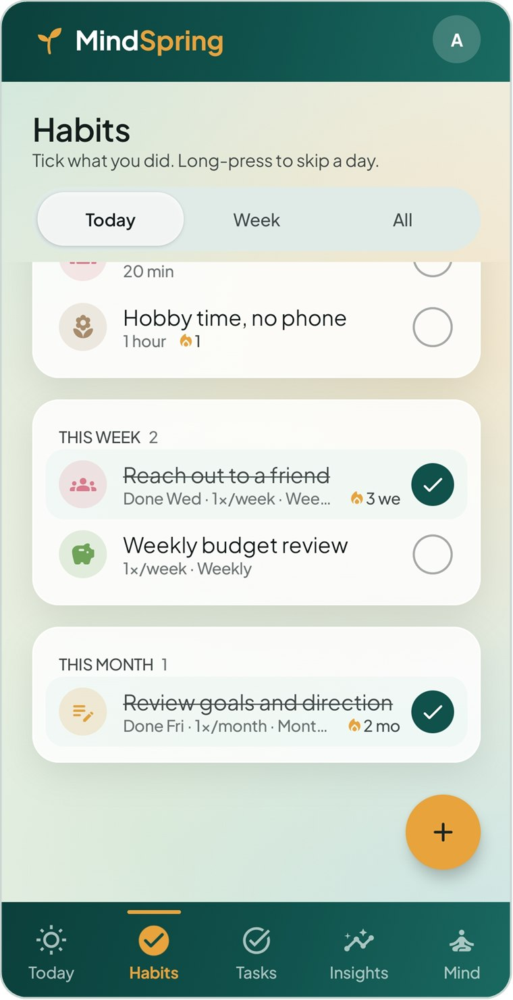 MindSpring
A
Habits
Tick what you did. Long-press to skip a day.
Today Week All
20 min
Hobby time, no phone
1 hour 1
THIS WEEK 2
Reach out to a friend
Done Wed · 1×/week · Wee... 3 we
Weekly budget review
1×/week · Weekly
THIS MONTH 1
Review goals and direction
Done Fri · 1×/month · Mont... 2 mo
Today Habits Tasks Insights Mind